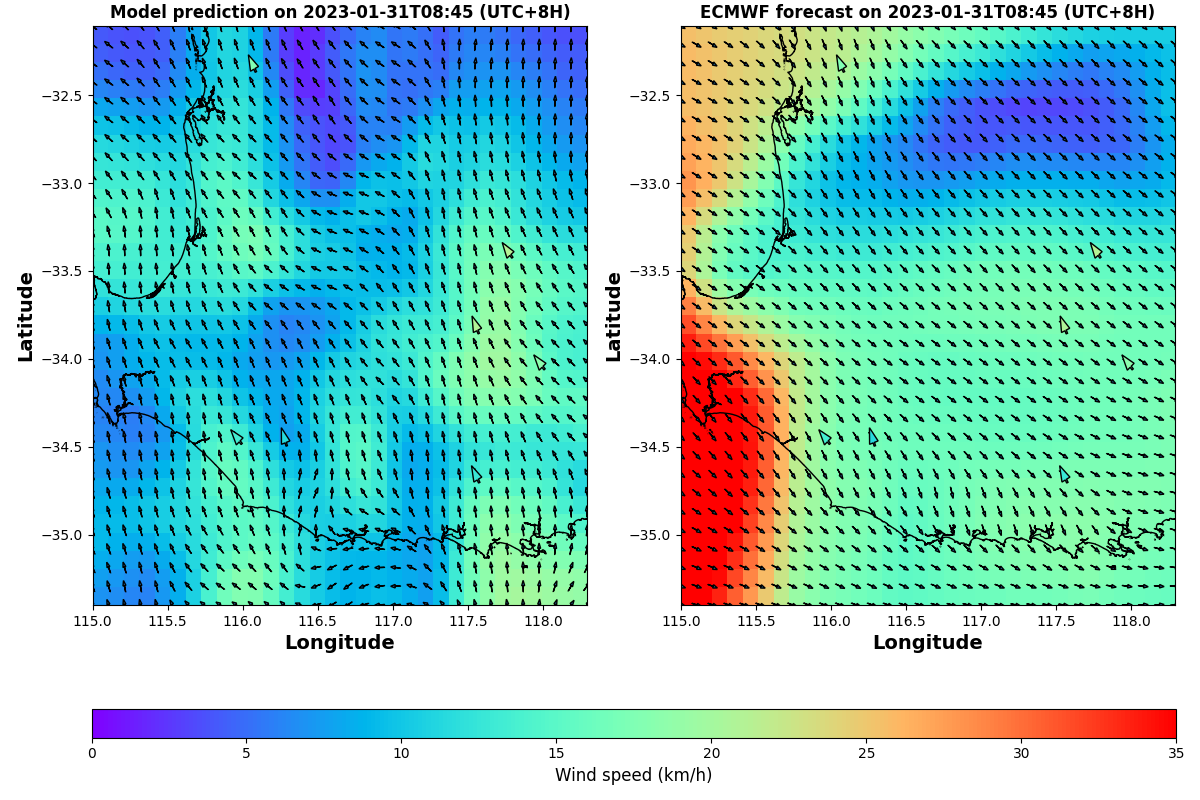 Model prediction on 2023-01-31T08:45 (UTC+8H)
ECMWF forecast on 2023-01-31T08:45 (UTC+8H)
Latitude
−32.5
−33.0
−33.5
−34.0
−34.5
−35.0
115.0 115.5 116.0 116.5 117.0 117.5 118.0
Longitude
Latitude
−32.5
−33.0
−33.5
−34.0
−34.5
−35.0
115.0 115.5 116.0 116.5 117.0 117.5 118.0
Longitude
0 5 10 15 20 25 30 35
Wind speed (km/h)